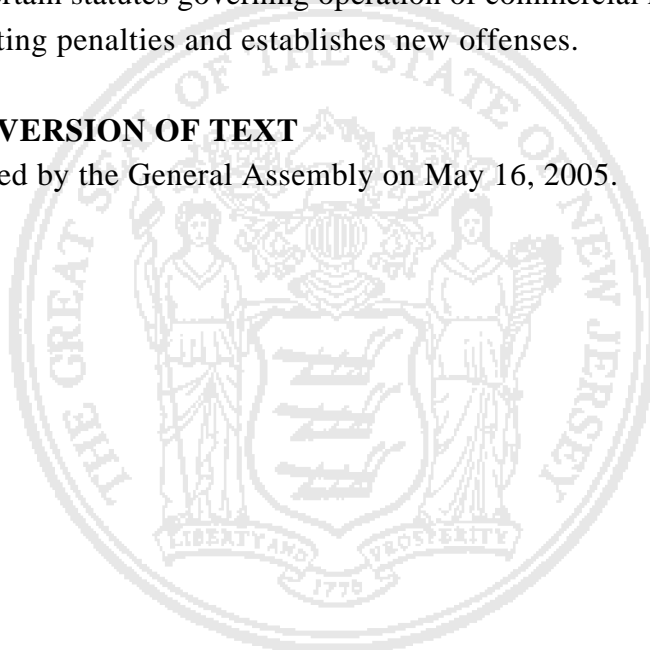 ertain statutes governing operation of commercial
ting penalties and establishes new offenses.
VERSION OF TEXT
ed by the General Assembly on May 16, 2005.
THE GREAT SEAL OF THE STATE OF NEW JERSEY
LIBERTY AND PROSPERITY
1776